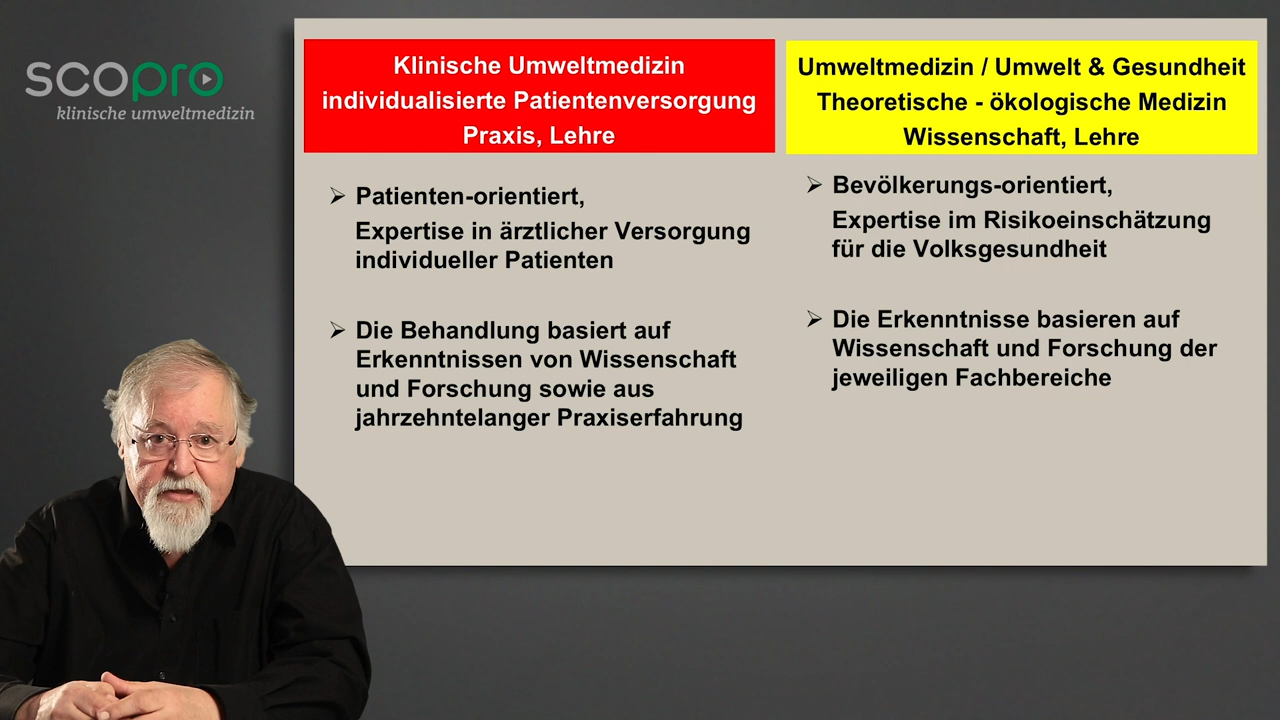 scopro
klinische umweltmedizin
Klinische Umweltmedizin
individualisierte Patientenversorgung
Praxis, Lehre
➢ Patienten-orientiert,
Expertise in ärztlicher Versorgung
individueller Patienten
➢ Die Behandlung basiert auf
Erkenntnissen von Wissenschaft
und Forschung sowie aus
jahrzehntelanger Praxiserfahrung
Umweltmedizin / Umwelt & Gesundheit
Theoretische - ökologische Medizin
Wissenschaft, Lehre
➢ Bevölkerungs-orientiert,
Expertise im Risikoeinschätzung
für die Volksgesundheit
➢ Die Erkenntnisse basieren auf
Wissenschaft und Forschung der
jeweiligen Fachbereiche